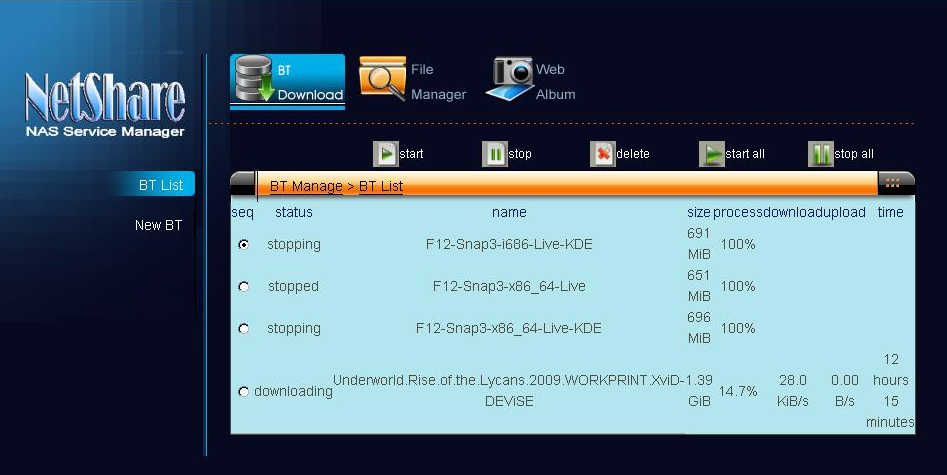 NetShare
NAS Service Manager
BT
Download
File
Manager
Web
Album
start stop delete start all stop all
BT List
New BT
BT Manage > BT List
seq status name size process download upload time
stopping F12-Snap3-i686-Live-KDE 691 MiB 100%
stopped F12-Snap3-x86_64-Live 651 MiB 100%
stopping F12-Snap3-x86_64-Live-KDE 696 MiB 100%
downloading Underworld.Rise.of.the.Lycans.2009.WORKPRINT.XviD-DEViSE 1.39 GiB 14.7% 28.0 KiB/s 0.00 B/s 12 hours 15 minutes